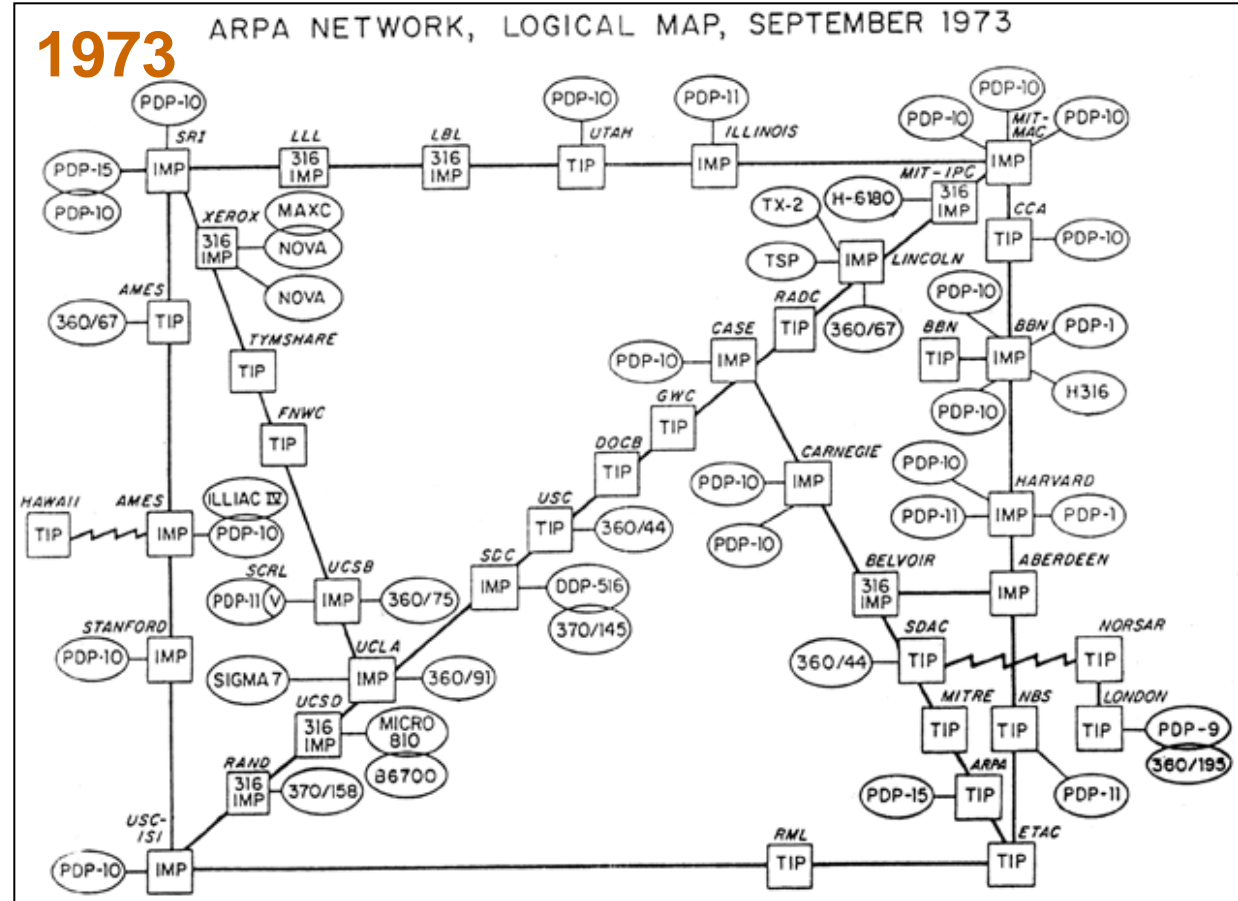 ARPA NETWORK, LOGICAL MAP, SEPTEMBER 1973
1973
PDP-10
PDP-10
PDP-11
PDP-10
PDP-10
PDP-10
SRI
LLL
LBL
UTAH
ILLINOIS
MIT-
MAC
PDP-15
IMP
316
IMP
316
IMP
TIP
IMP
IMP
PDP-10
MIT-IPC
XEROX
MAXC
TX-2
H-6180
316
IMP
CCA
316
IMP
NOVA
TIP
PDP-10
TSP
IMP
LINCOLN
NOVA
AMES
RADC
PDP-10
360/67
TIP
TIP
360/67
BBN
BBN
PDP-1
TYMSHARE
CASE
PDP-10
IMP
TIP
IMP
TIP
GWC
H316
PDP-10
FNWC
TIP
TIP
DOCB
CARNEGIE
TIP
PDP-10
HAWAII
AMES
ILLIAC IV
USC
PDP-10
IMP
HARVARD
TIP
IMP
PDP-10
TIP
360/44
PDP-11
IMP
PDP-1
PDP-10
SCRL
UCSB
SDC
BELVOIR
ABERDEEN
PDP-11
V
IMP
360/75
IMP
DDP-516
316
IMP
IMP
370/145
STANFORD
UCLA
SDAC
NORSAR
PDP-10
IMP
360/44
TIP
TIP
SIGMA 7
IMP
360/91
UCSD
MITRE
NBS
LONDON
316
IMP
MICRO
810
TIP
TIP
TIP
PDP-9
RAND
B6700
360/195
316
IMP
370/158
ARPA
PDP-15
TIP
PDP-11
USC-
ISI
RML
ETAC
PDP-10
IMP
TIP
TIP